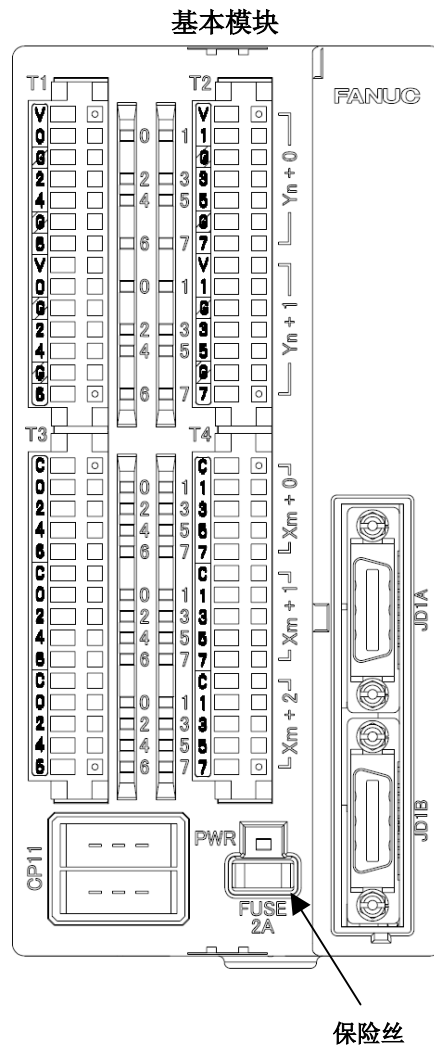 基本模块
T1 T2
FANUC
V V
0 0 1 1
G G
2 2 3 3
4 4 5 5
G G
6 6 7 7
Yn + 0
V V
0 0 1 1
G G
2 2 3 3
4 4 5 5
G G
6 6 7 7
Yn + 1
T3 T4
C C
0 0 1 1
2 2 3 3
4 4 5 5
6 6 7 7
Xm + 0
C C
0 0 1 1
2 2 3 3
4 4 5 5
6 6 7 7
Xm + 1
C C
0 0 1 1
2 2 3 3
4 4 5 5
6 6 7 7
Xm + 2
JD1A
JD1B
CP11
PWR
FUSE
2A
保险丝